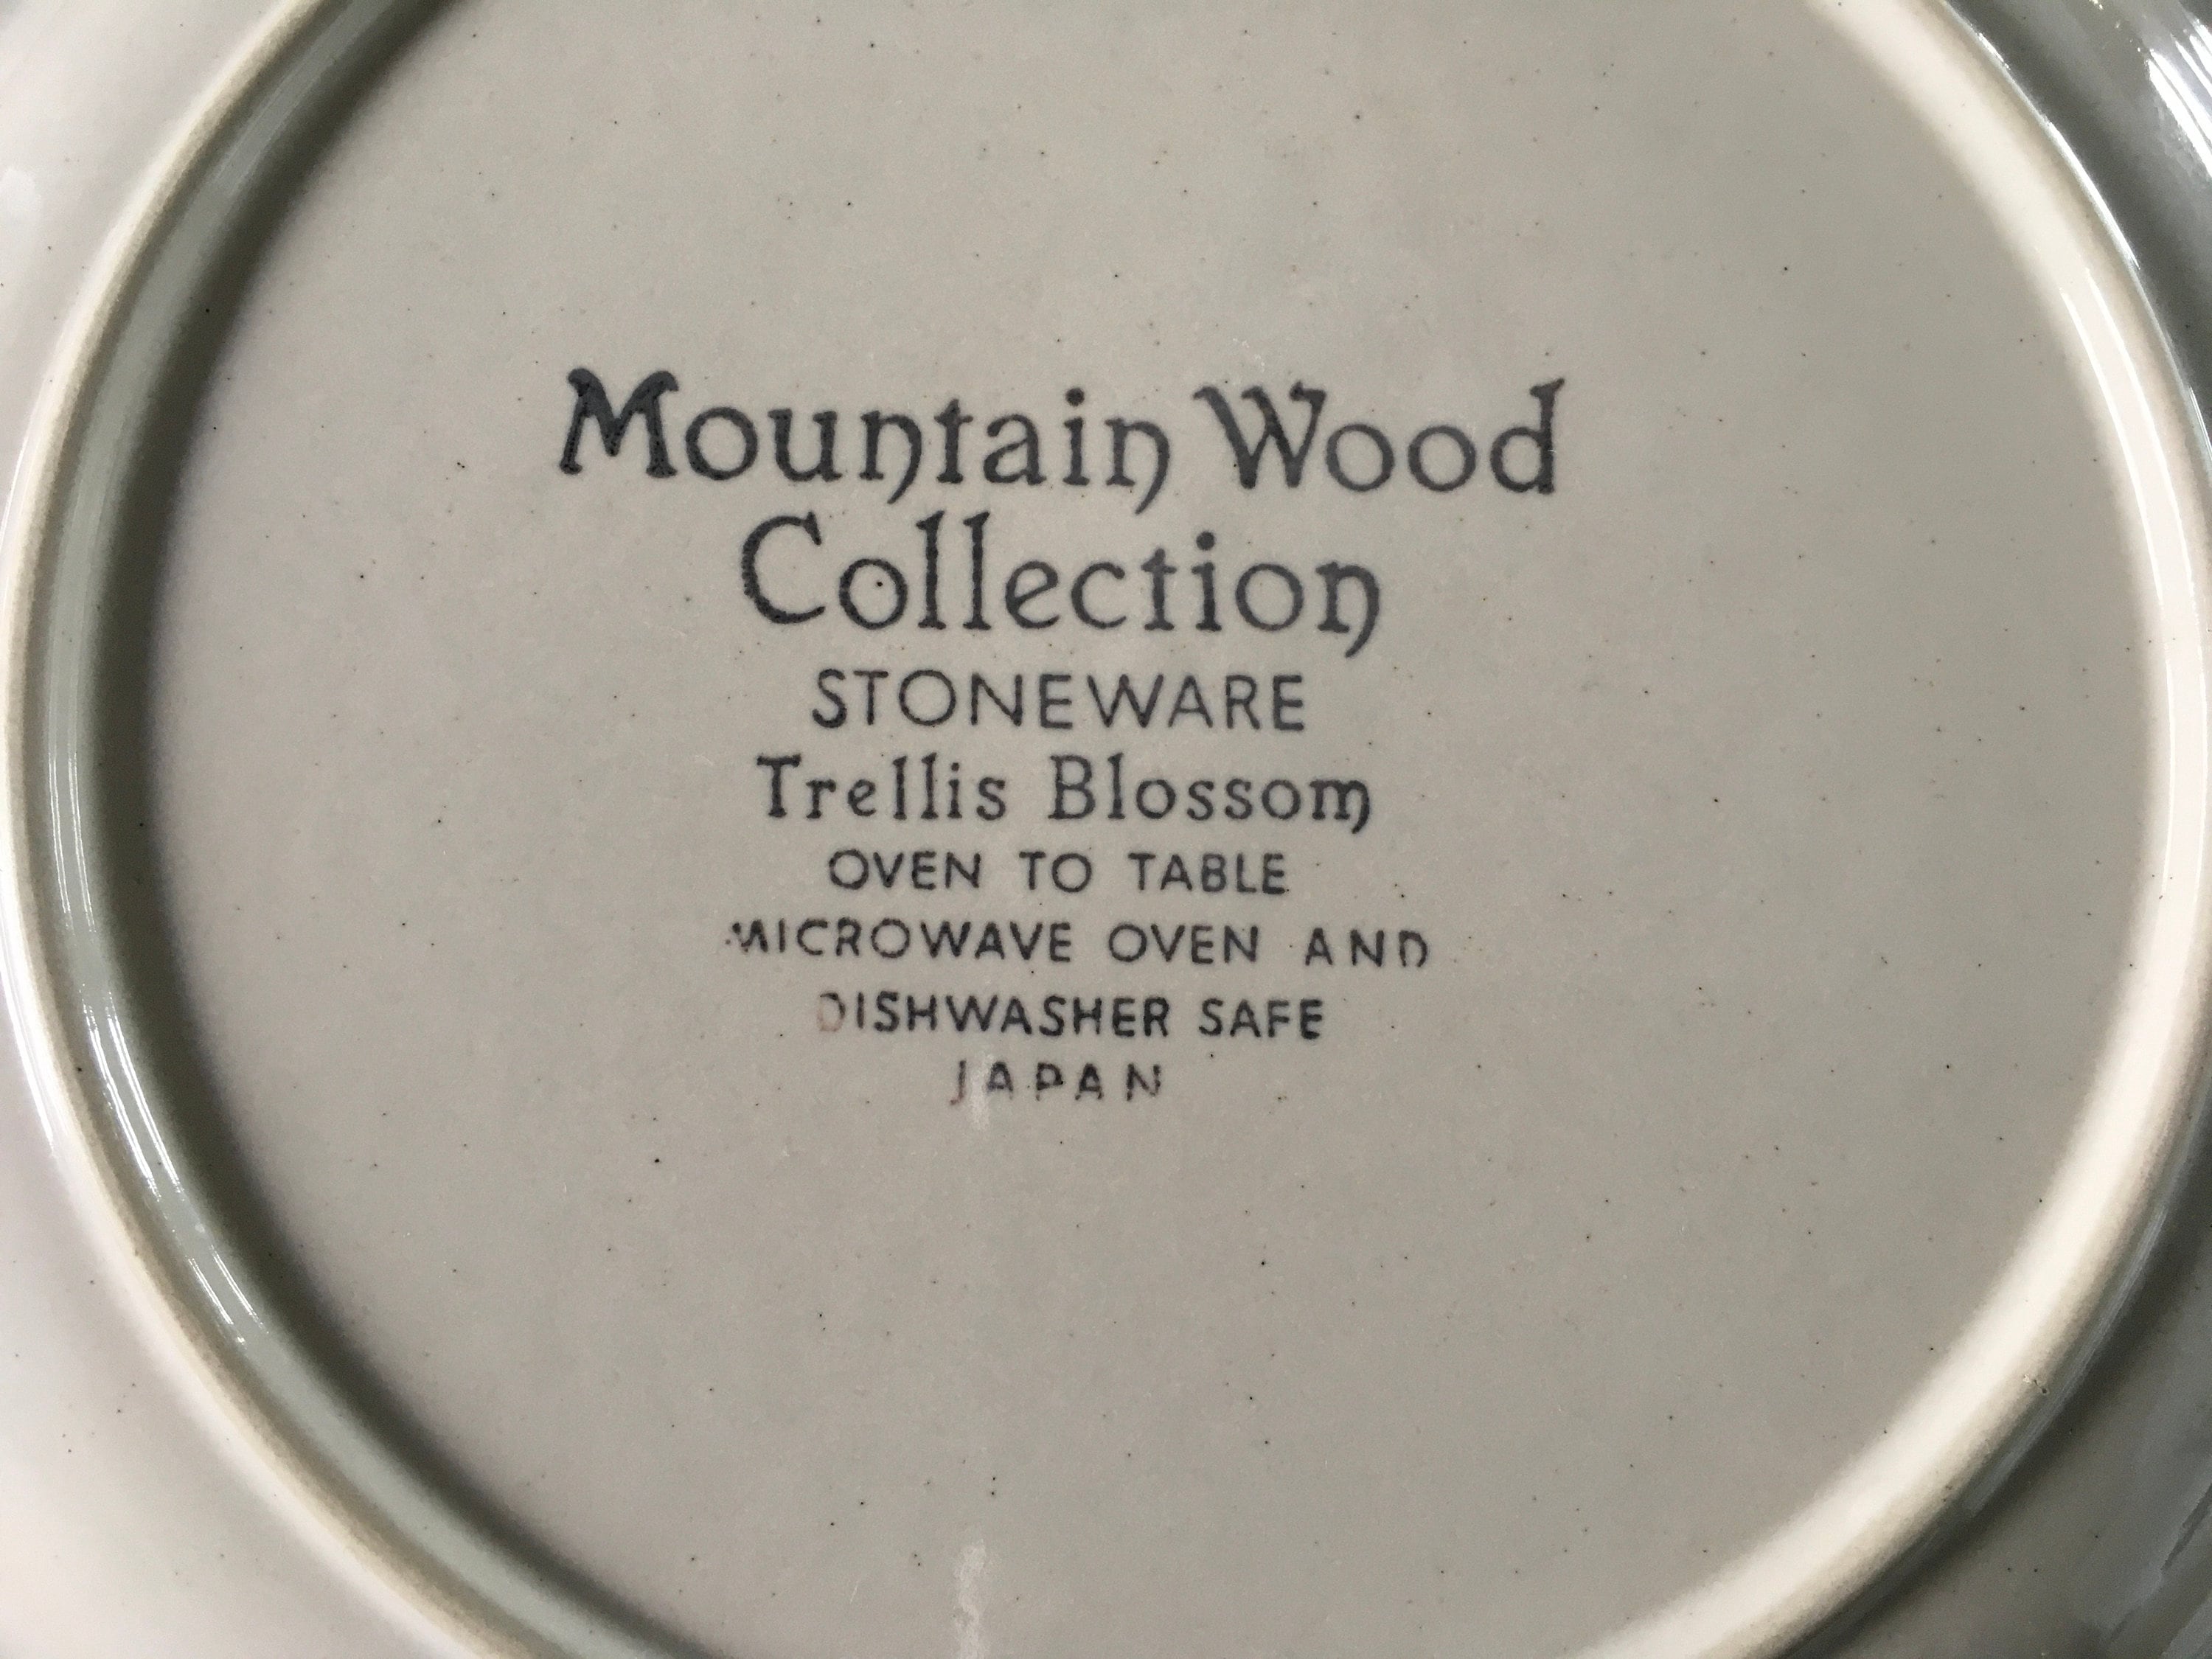 Mountain Wood
Collection
STONEWARE
Trellis Blossom
OVEN TO TABLE
MICROWAVE OVEN AND
DISHWASHER SAFE
JAPAN